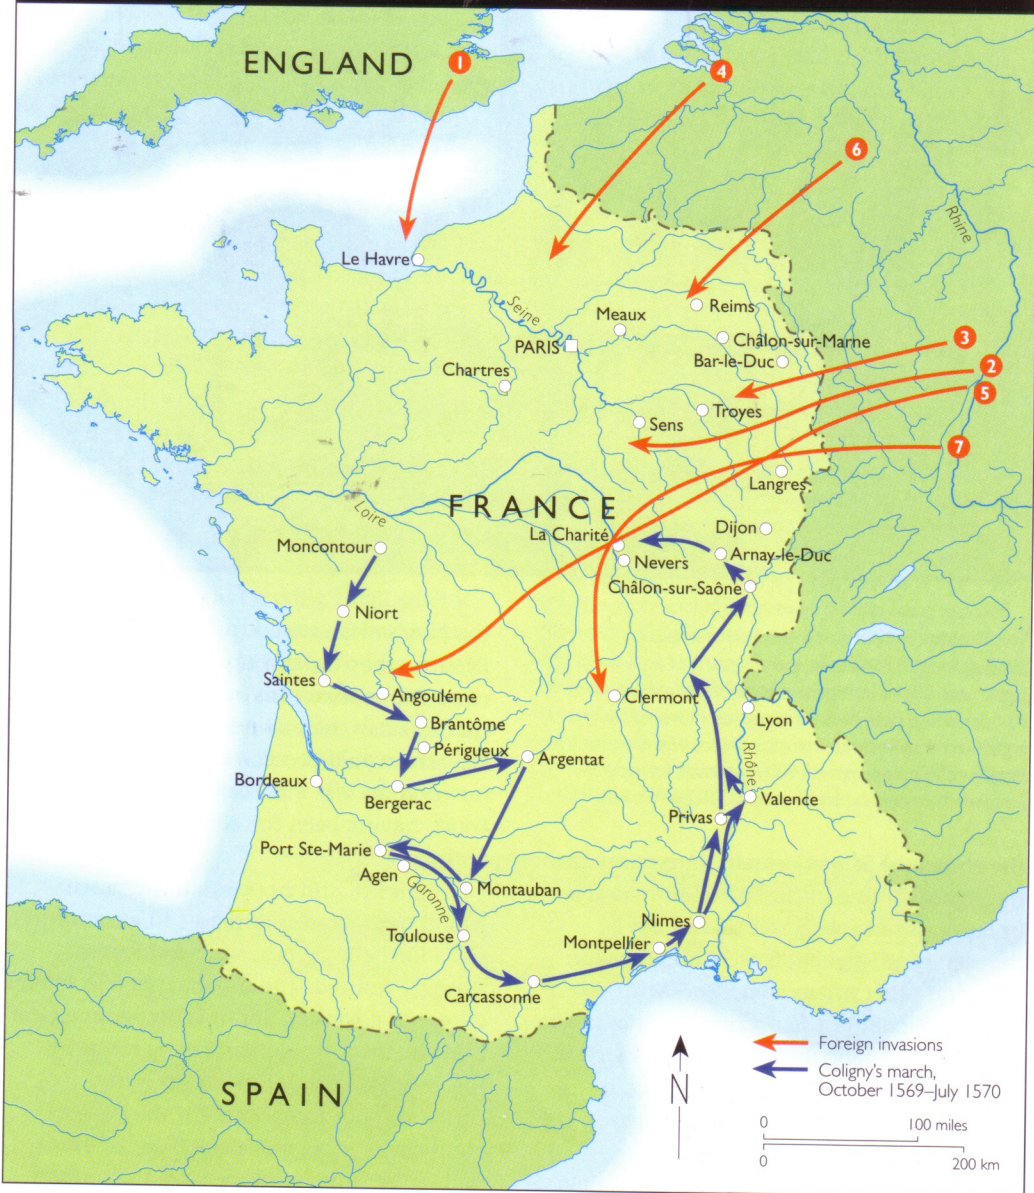 ENGLAND
1
4
6
Rhine
Le Havre
Seine
Reims
Meaux
Châlon-sur-Marne
PARIS
Bar-le-Duc
3
2
5
Chartres
Troyes
Sens
7
Langres
FRANCE
Loire
La Charité
Dijon
Moncontour
Arnay-le-Duc
Nevers
Châlon-sur-Saône
Niort
Saintes
Angouléme
Clermont
Brantôme
Lyon
Périgueux
Argentat
Rhône
Bordeaux
Bergerac
Valence
Privas
Port Ste-Marie
Agen
Garonne
Montauban
Nimes
Toulouse
Montpellier
Carcassonne
Foreign invasions
Coligny's march,
October 1569–July 1570
N
SPAIN
0 100 miles
0 200 km